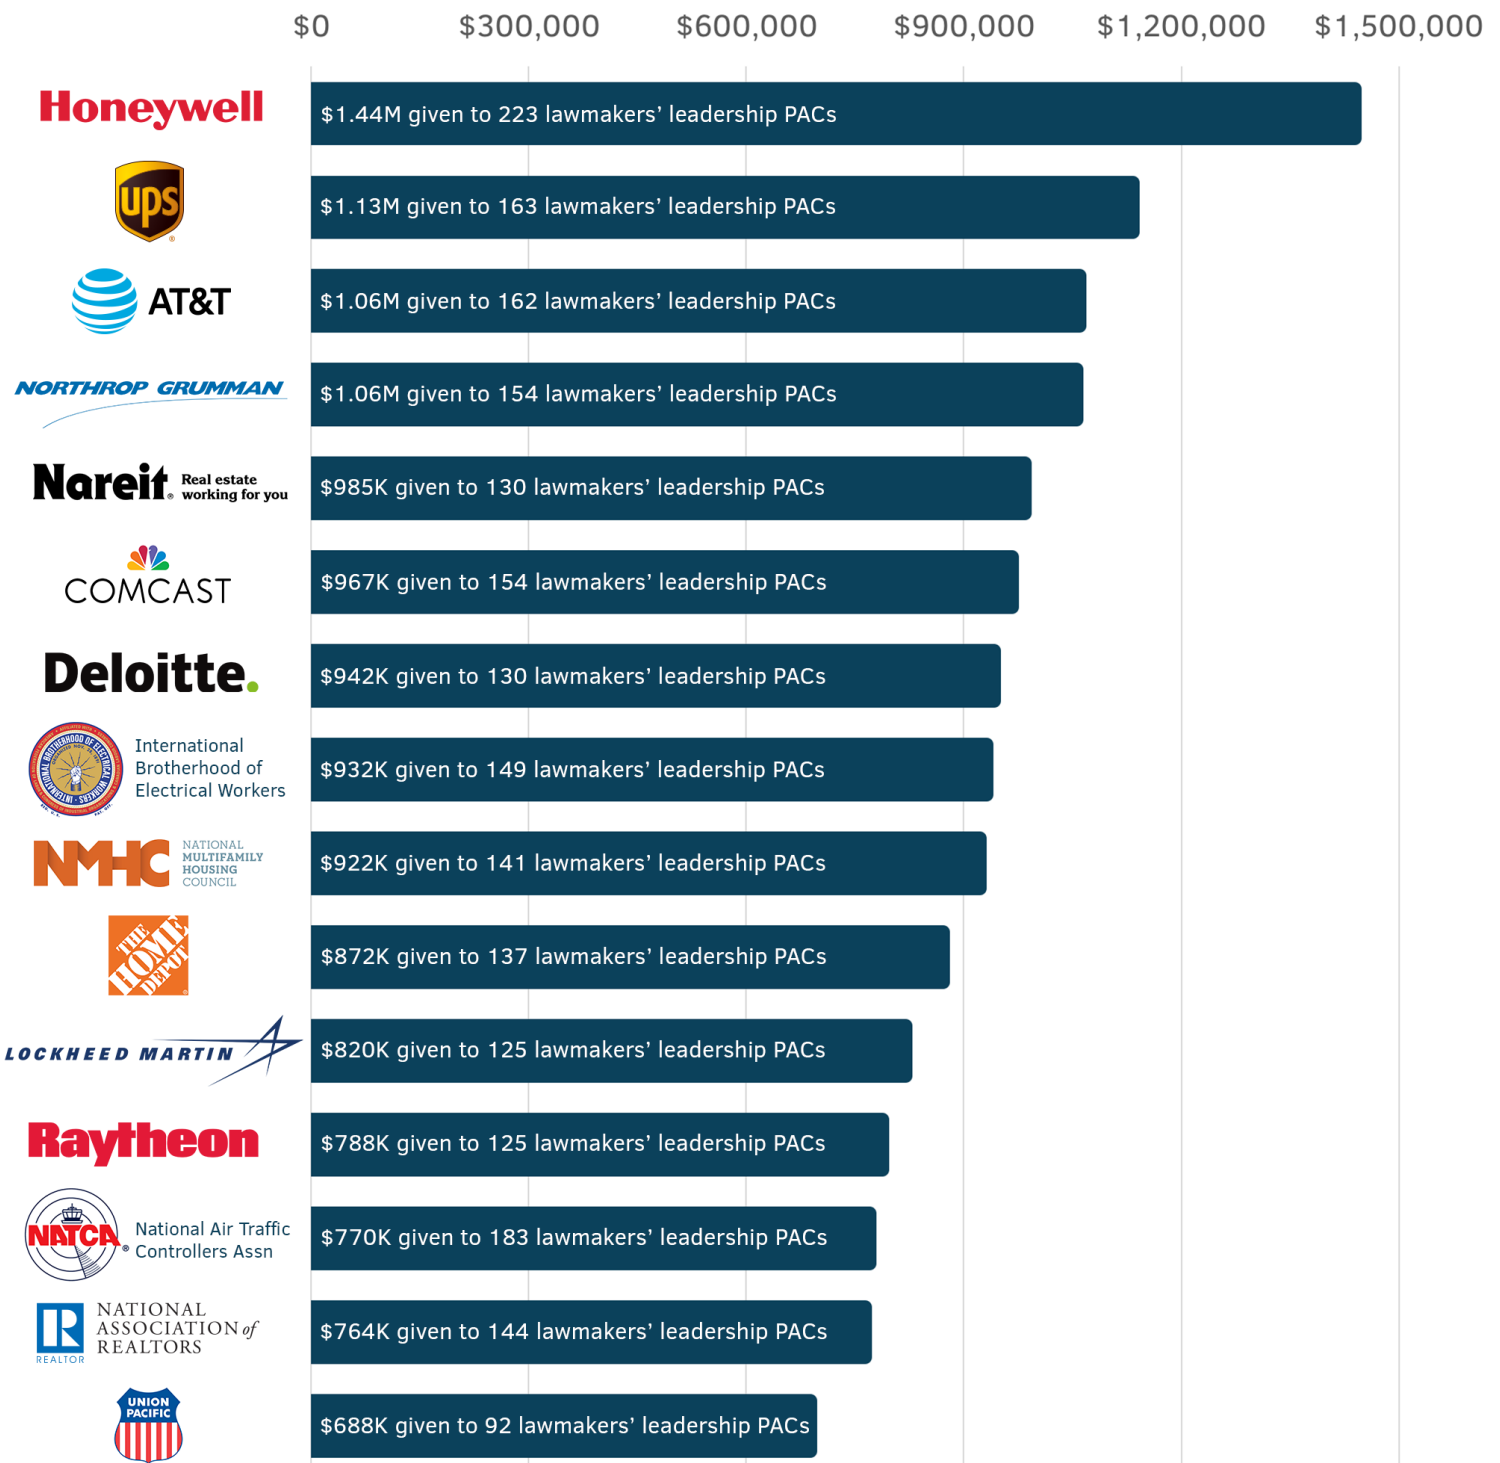 $0 $300,000 $600,000 $900,000 $1,200,000 $1,500,000
Honeywell
$1.44M given to 223 lawmakers’ leadership PACs
ups
$1.13M given to 163 lawmakers’ leadership PACs
AT&T
$1.06M given to 162 lawmakers’ leadership PACs
NORTHROP GRUMMAN
$1.06M given to 154 lawmakers’ leadership PACs
Nareit® Real estate
working for you
$985K given to 130 lawmakers’ leadership PACs
COMCAST
$967K given to 154 lawmakers’ leadership PACs
Deloitte.
$942K given to 130 lawmakers’ leadership PACs
INTERNATIONAL BROTHERHOOD OF ELECTRICAL WORKERS
International
Brotherhood of
Electrical Workers
$932K given to 149 lawmakers’ leadership PACs
NMHC
NATIONAL
MULTIFAMILY
HOUSING
COUNCIL
$922K given to 141 lawmakers’ leadership PACs
THE
HOME
DEPOT
$872K given to 137 lawmakers’ leadership PACs
LOCKHEED MARTIN
$820K given to 125 lawmakers’ leadership PACs
Raytheon
$788K given to 125 lawmakers’ leadership PACs
NATCA®
National Air Traffic
Controllers Assn
$770K given to 183 lawmakers’ leadership PACs
R
REALTOR
NATIONAL
ASSOCIATION of
REALTORS
$764K given to 144 lawmakers’ leadership PACs
UNION
PACIFIC
$688K given to 92 lawmakers’ leadership PACs